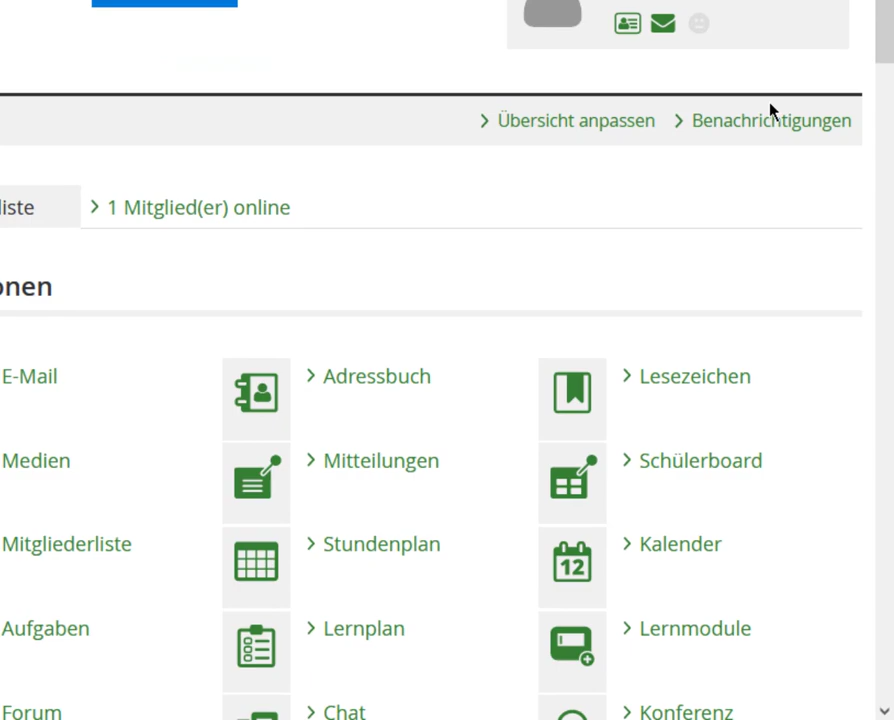 Übersicht anpassen Benachrichtigungen
liste 1 Mitglied(er) online
onen
E-Mail Adressbuch Lesezeichen
Medien Mitteilungen Schülerboard
Mitgliederliste Stundenplan Kalender
12
Aufgaben Lernplan Lernmodule
Forum Chat Konferenz